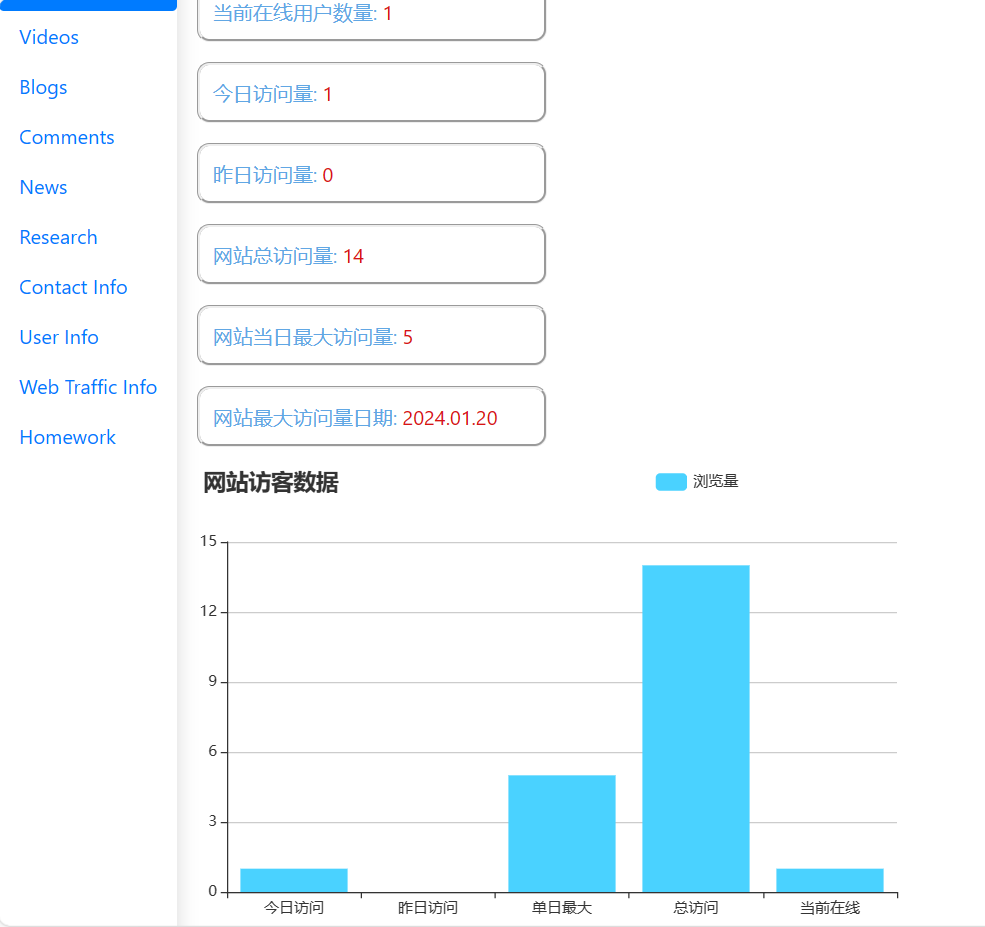 Videos
Blogs
Comments
News
Research
Contact Info
User Info
Web Traffic Info
Homework
当前在线用户数量: 1
今日访问量: 1
昨日访问量: 0
网站总访问量: 14
网站当日最大访问量: 5
网站最大访问量日期: 2024.01.20
网站访客数据
浏览量
15
12
9
6
3
0
今日访问
昨日访问
单日最大
总访问
当前在线